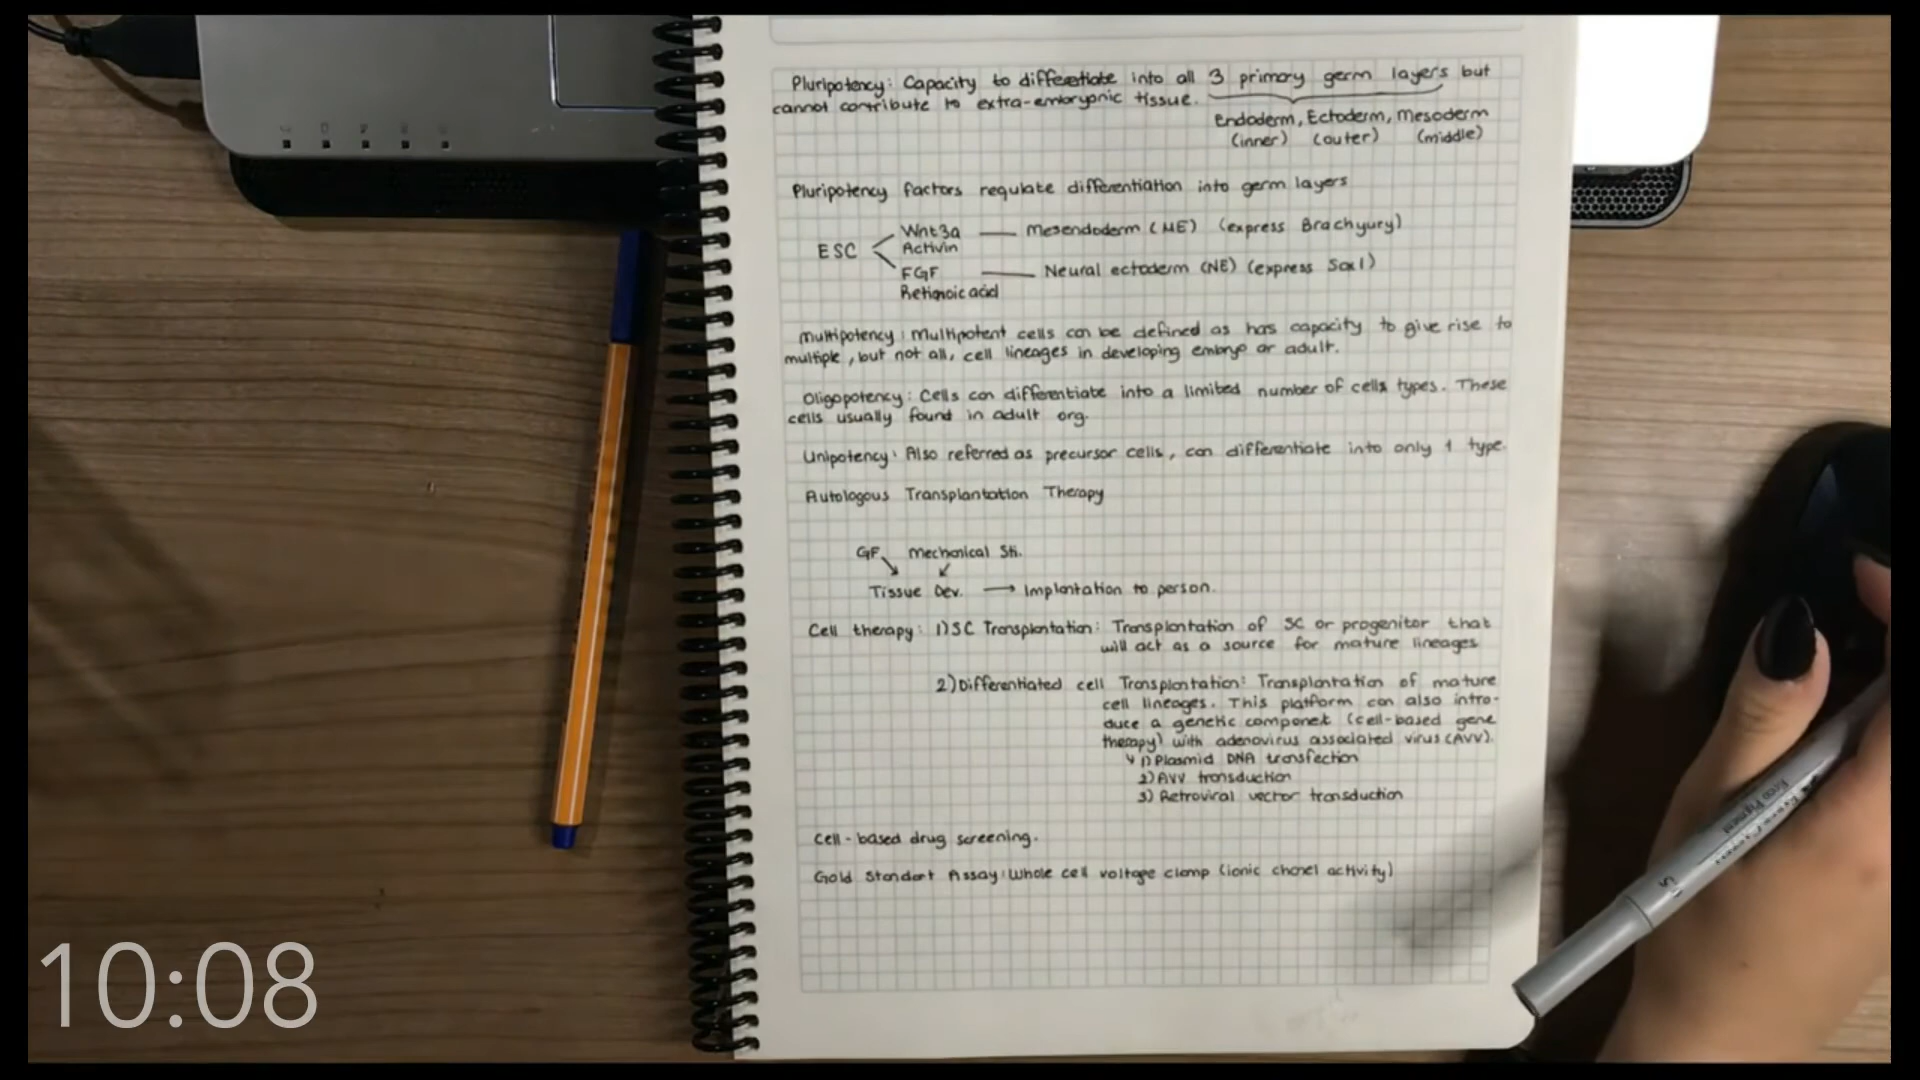 Pluripotency: Capacity to differentiate into all 3 primary germ layers but
cannot contribute to extra-embryonic tissue.
Endoderm, Ectoderm, Mesoderm
(inner) (outer) (middle)
Pluripotency factors regulate differentiation into germ layers
Wnt3a — Mesendoderm (ME) (express Brachyury)
ESC Activin
FGF — Neural ectoderm (NE) (express Sox1)
Retinoic acid
Multipotency: Multipotent cells can be defined as has capacity to give rise to
multiple, but not all, cell lineages in developing embryo or adult.
Oligopotency: Cells can differentiate into a limited number of cells types. These
cells usually found in adult org.
Unipotency: Also referred as precursor cells, can differentiate into only 1 type.
Autologous Transplantation Therapy
GF mechanical Sti.
Tissue Dev. → Implantation to person.
Cell therapy: 1) SC Transplantation: Transplantation of SC or progenitor that
will act as a source for mature lineages
2) Differentiated cell Transplantation: Transplantation of mature
cell lineages. This platform can also intro-
duce a genetic componet (cell-based gene
therapy) with adenovirus associated virus (AVV).
1) Plasmid DNA transfection
2) AVV transduction
3) Retroviral vector transduction
Cell-based drug screening.
Gold Standart Assay: Whole cell voltage clamp (ionic chanel activity)
10:08